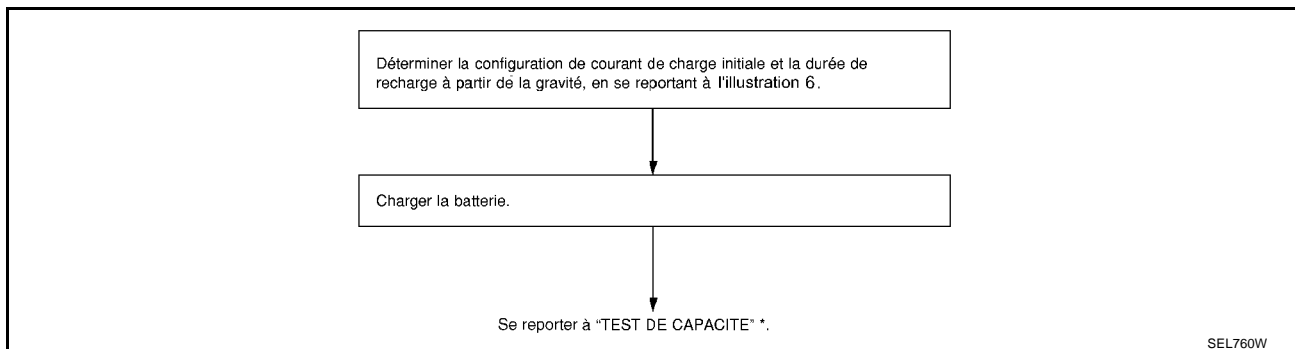 Déterminer la configuration de courant de charge initiale et la durée de
recharge à partir de la gravité, en se reportant à l'illustration 6.
Charger la batterie.
Se reporter à “TEST DE CAPACITE” *.
SEL760W